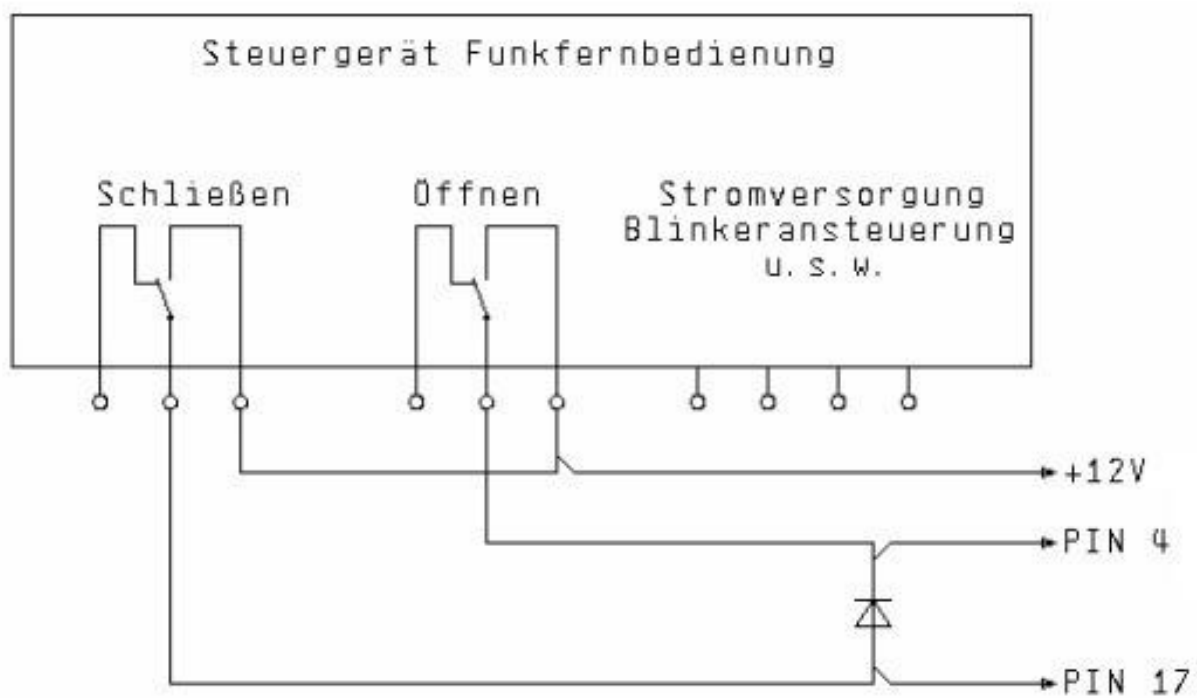 Steuergerät Funkfernbedienung
Schließen
Öffnen
Stromversorgung
Blinkeransteuerung
u. s. w.
+12V
PIN 4
PIN 17